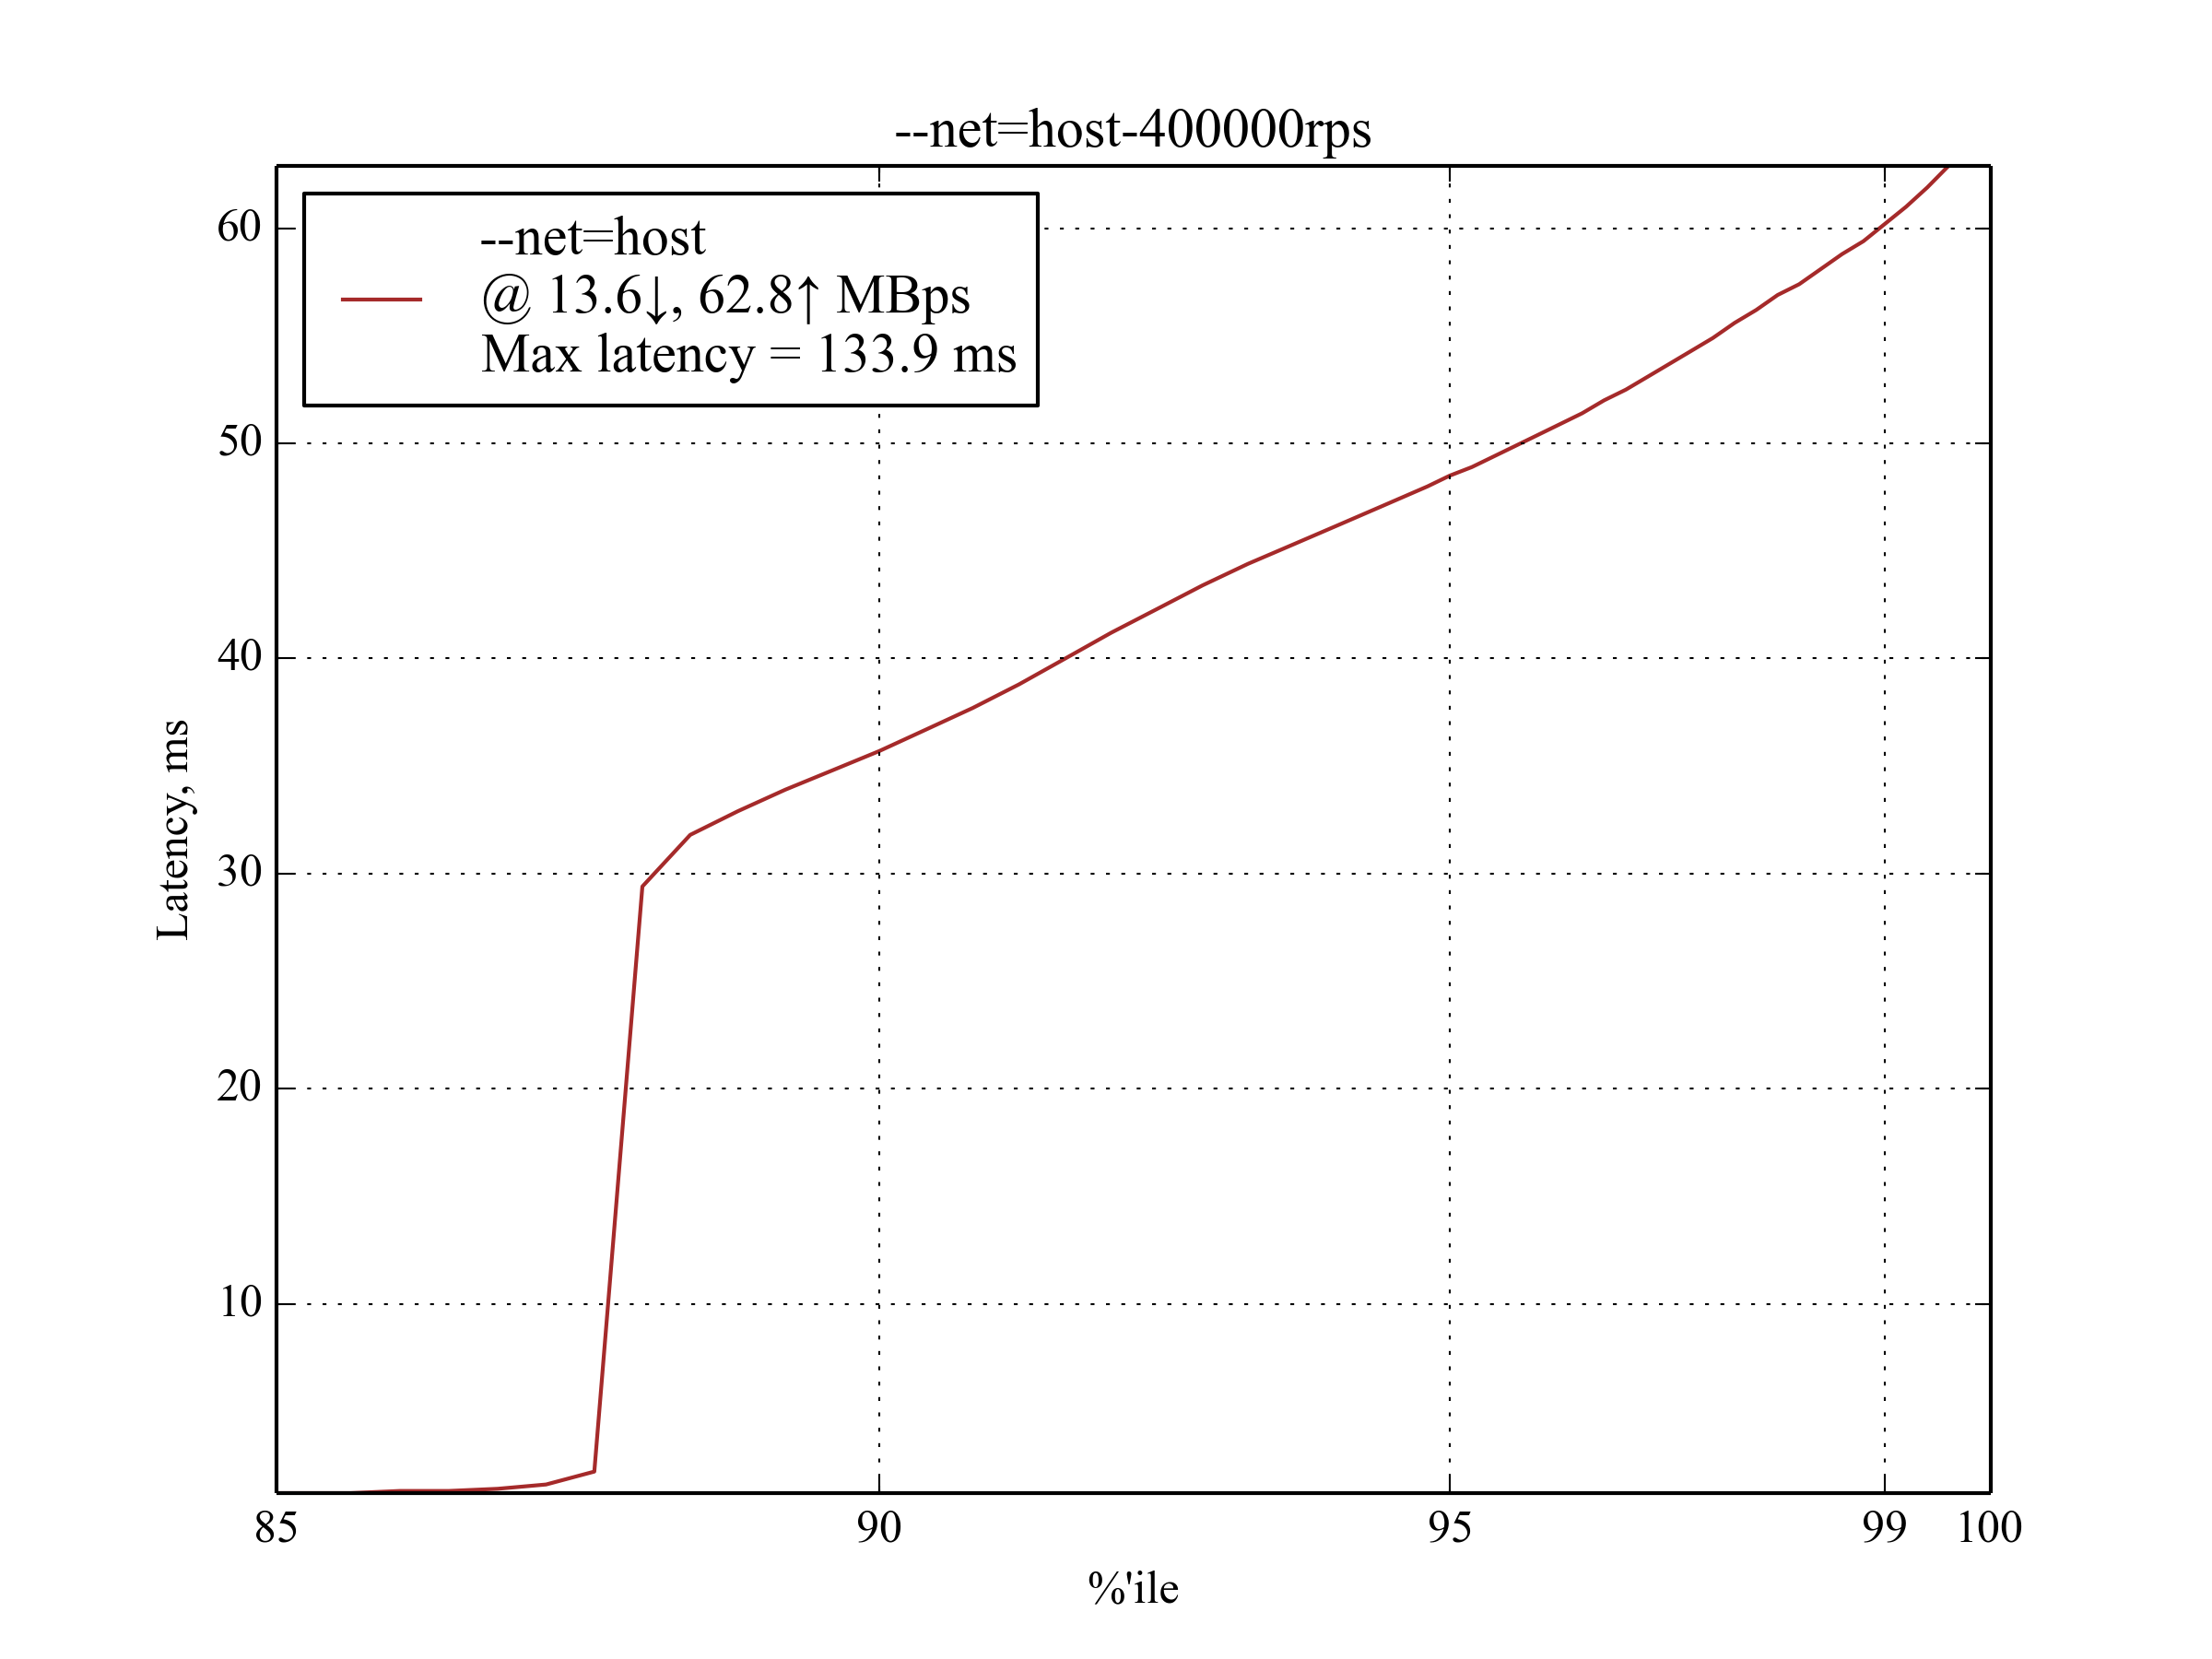 --net=host-400000rps
--net=host
@ 13.6↓, 62.8↑ MBps
Max latency = 133.9 ms
60
50
40
30
20
10
Latency, ms
85 90 95 99 100
%'ile